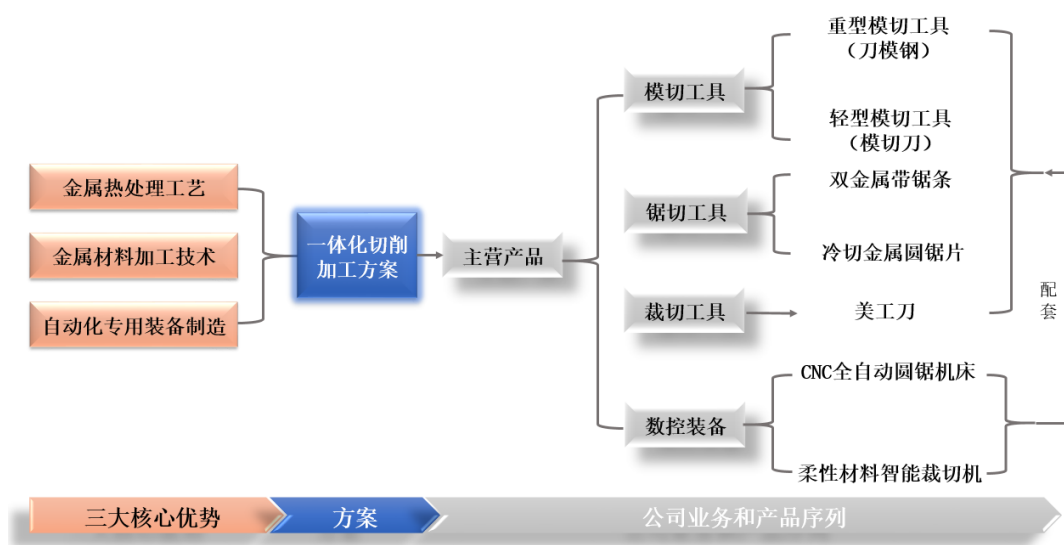 金属热处理工艺
金属材料加工技术
自动化专用装备制造
一体化切削
加工方案
主营产品
模切工具
锯切工具
裁切工具
数控装备
重型模切工具
（刀模钢）
轻型模切工具
（模切刀）
双金属带锯条
冷切金属圆锯片
美工刀
CNC全自动圆锯机床
柔性材料智能裁切机
配
套
三大核心优势
方案
公司业务和产品序列